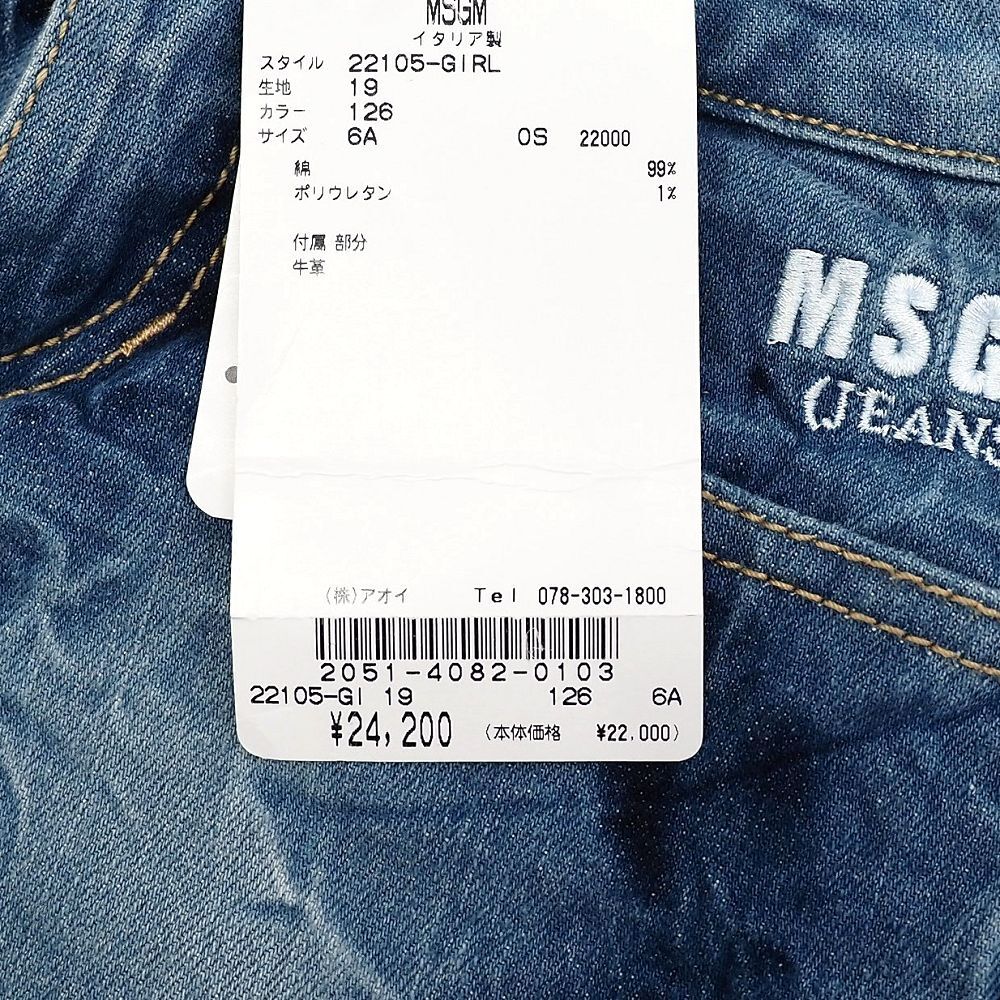 MSGM
イタリア製
スタイル 22105-GIRL
生地 19
カラー 126
サイズ 6A OS 22000
綿 99%
ポリウレタン 1%
付属 部分
牛革
MSG
(JEANS
(株)アオイ Tel 078-303-1800
2051-4082-0103
22105-GI 19 126 6A
¥24,200 (本体価格 ¥22,000)